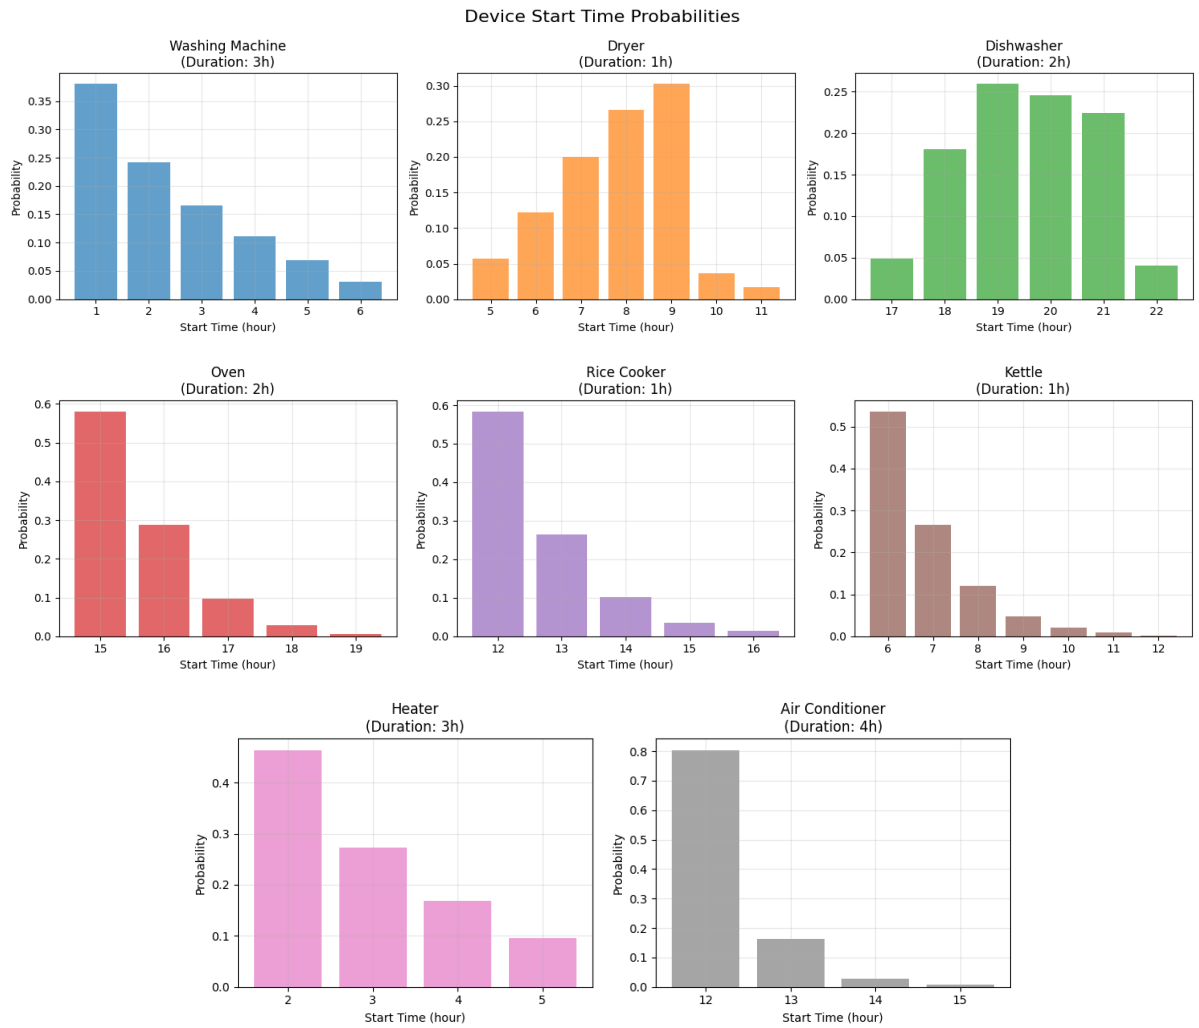 Device Start Time Probabilities
Washing Machine
(Duration: 3h)
Probability
0.35
0.30
0.25
0.20
0.15
0.10
0.05
0.00
1 2 3 4 5 6
Start Time (hour)
Dryer
(Duration: 1h)
Probability
0.30
0.25
0.20
0.15
0.10
0.05
0.00
5 6 7 8 9 10 11
Start Time (hour)
Dishwasher
(Duration: 2h)
Probability
0.25
0.20
0.15
0.10
0.05
0.00
17 18 19 20 21 22
Start Time (hour)
Oven
(Duration: 2h)
Probability
0.6
0.5
0.4
0.3
0.2
0.1
0.0
15 16 17 18 19
Start Time (hour)
Rice Cooker
(Duration: 1h)
Probability
0.6
0.5
0.4
0.3
0.2
0.1
0.0
12 13 14 15 16
Start Time (hour)
Kettle
(Duration: 1h)
Probability
0.5
0.4
0.3
0.2
0.1
0.0
6 7 8 9 10 11 12
Start Time (hour)
Heater
(Duration: 3h)
Probability
0.4
0.3
0.2
0.1
0.0
2 3 4 5
Start Time (hour)
Air Conditioner
(Duration: 4h)
Probability
0.8
0.7
0.6
0.5
0.4
0.3
0.2
0.1
0.0
12 13 14 15
Start Time (hour)